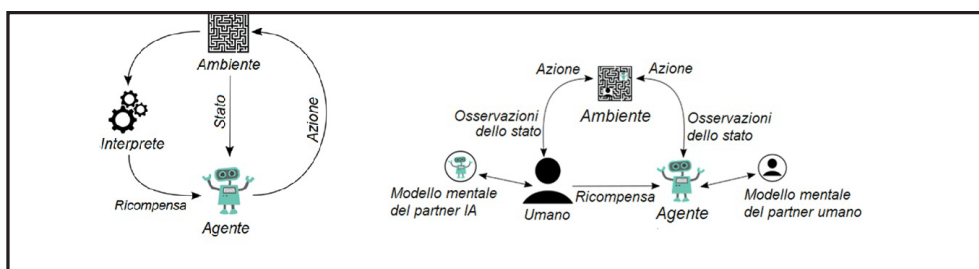 Ambiente
Stato
Azione
Interprete
Ricompensa
Agente
Azione
Azione
Ambiente
Osservazioni
dello stato
Osservazioni
dello stato
Modello mentale
del partner IA
Umano
Ricompensa
Agente
Modello mentale
del partner umano